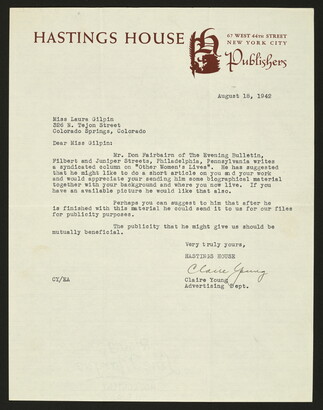 HASTINGS HOUSE
67 WEST 44TH STREET
NEW YORK CITY
Publishers
August 18, 1942
Miss Laura Gilpin
326 E. Tejon Street
Colorado Springs, Colorado
Dear Miss Gilpin:
Mr. Don Fairbairn of The Evening Bulletin,
Filbert and Juniper Streets, Philadelphia, Pennsylvania writes
a syndicated column on "Other Women's Lives". He has suggested
that he might like to do a short article on you and your work
and would appreciate your sending him some biographical material
together with your background and where you now live. If you
have an available picture he would like that also.
Perhaps you can suggest to him that after he
is finished with this material he could send it to us for our files
for publicity purposes.
The publicity that he might give us should be
mutually beneficial.
Very truly yours,
HASTINGS HOUSE
Claire Young
Claire Young
Advertising Dept.
CY/